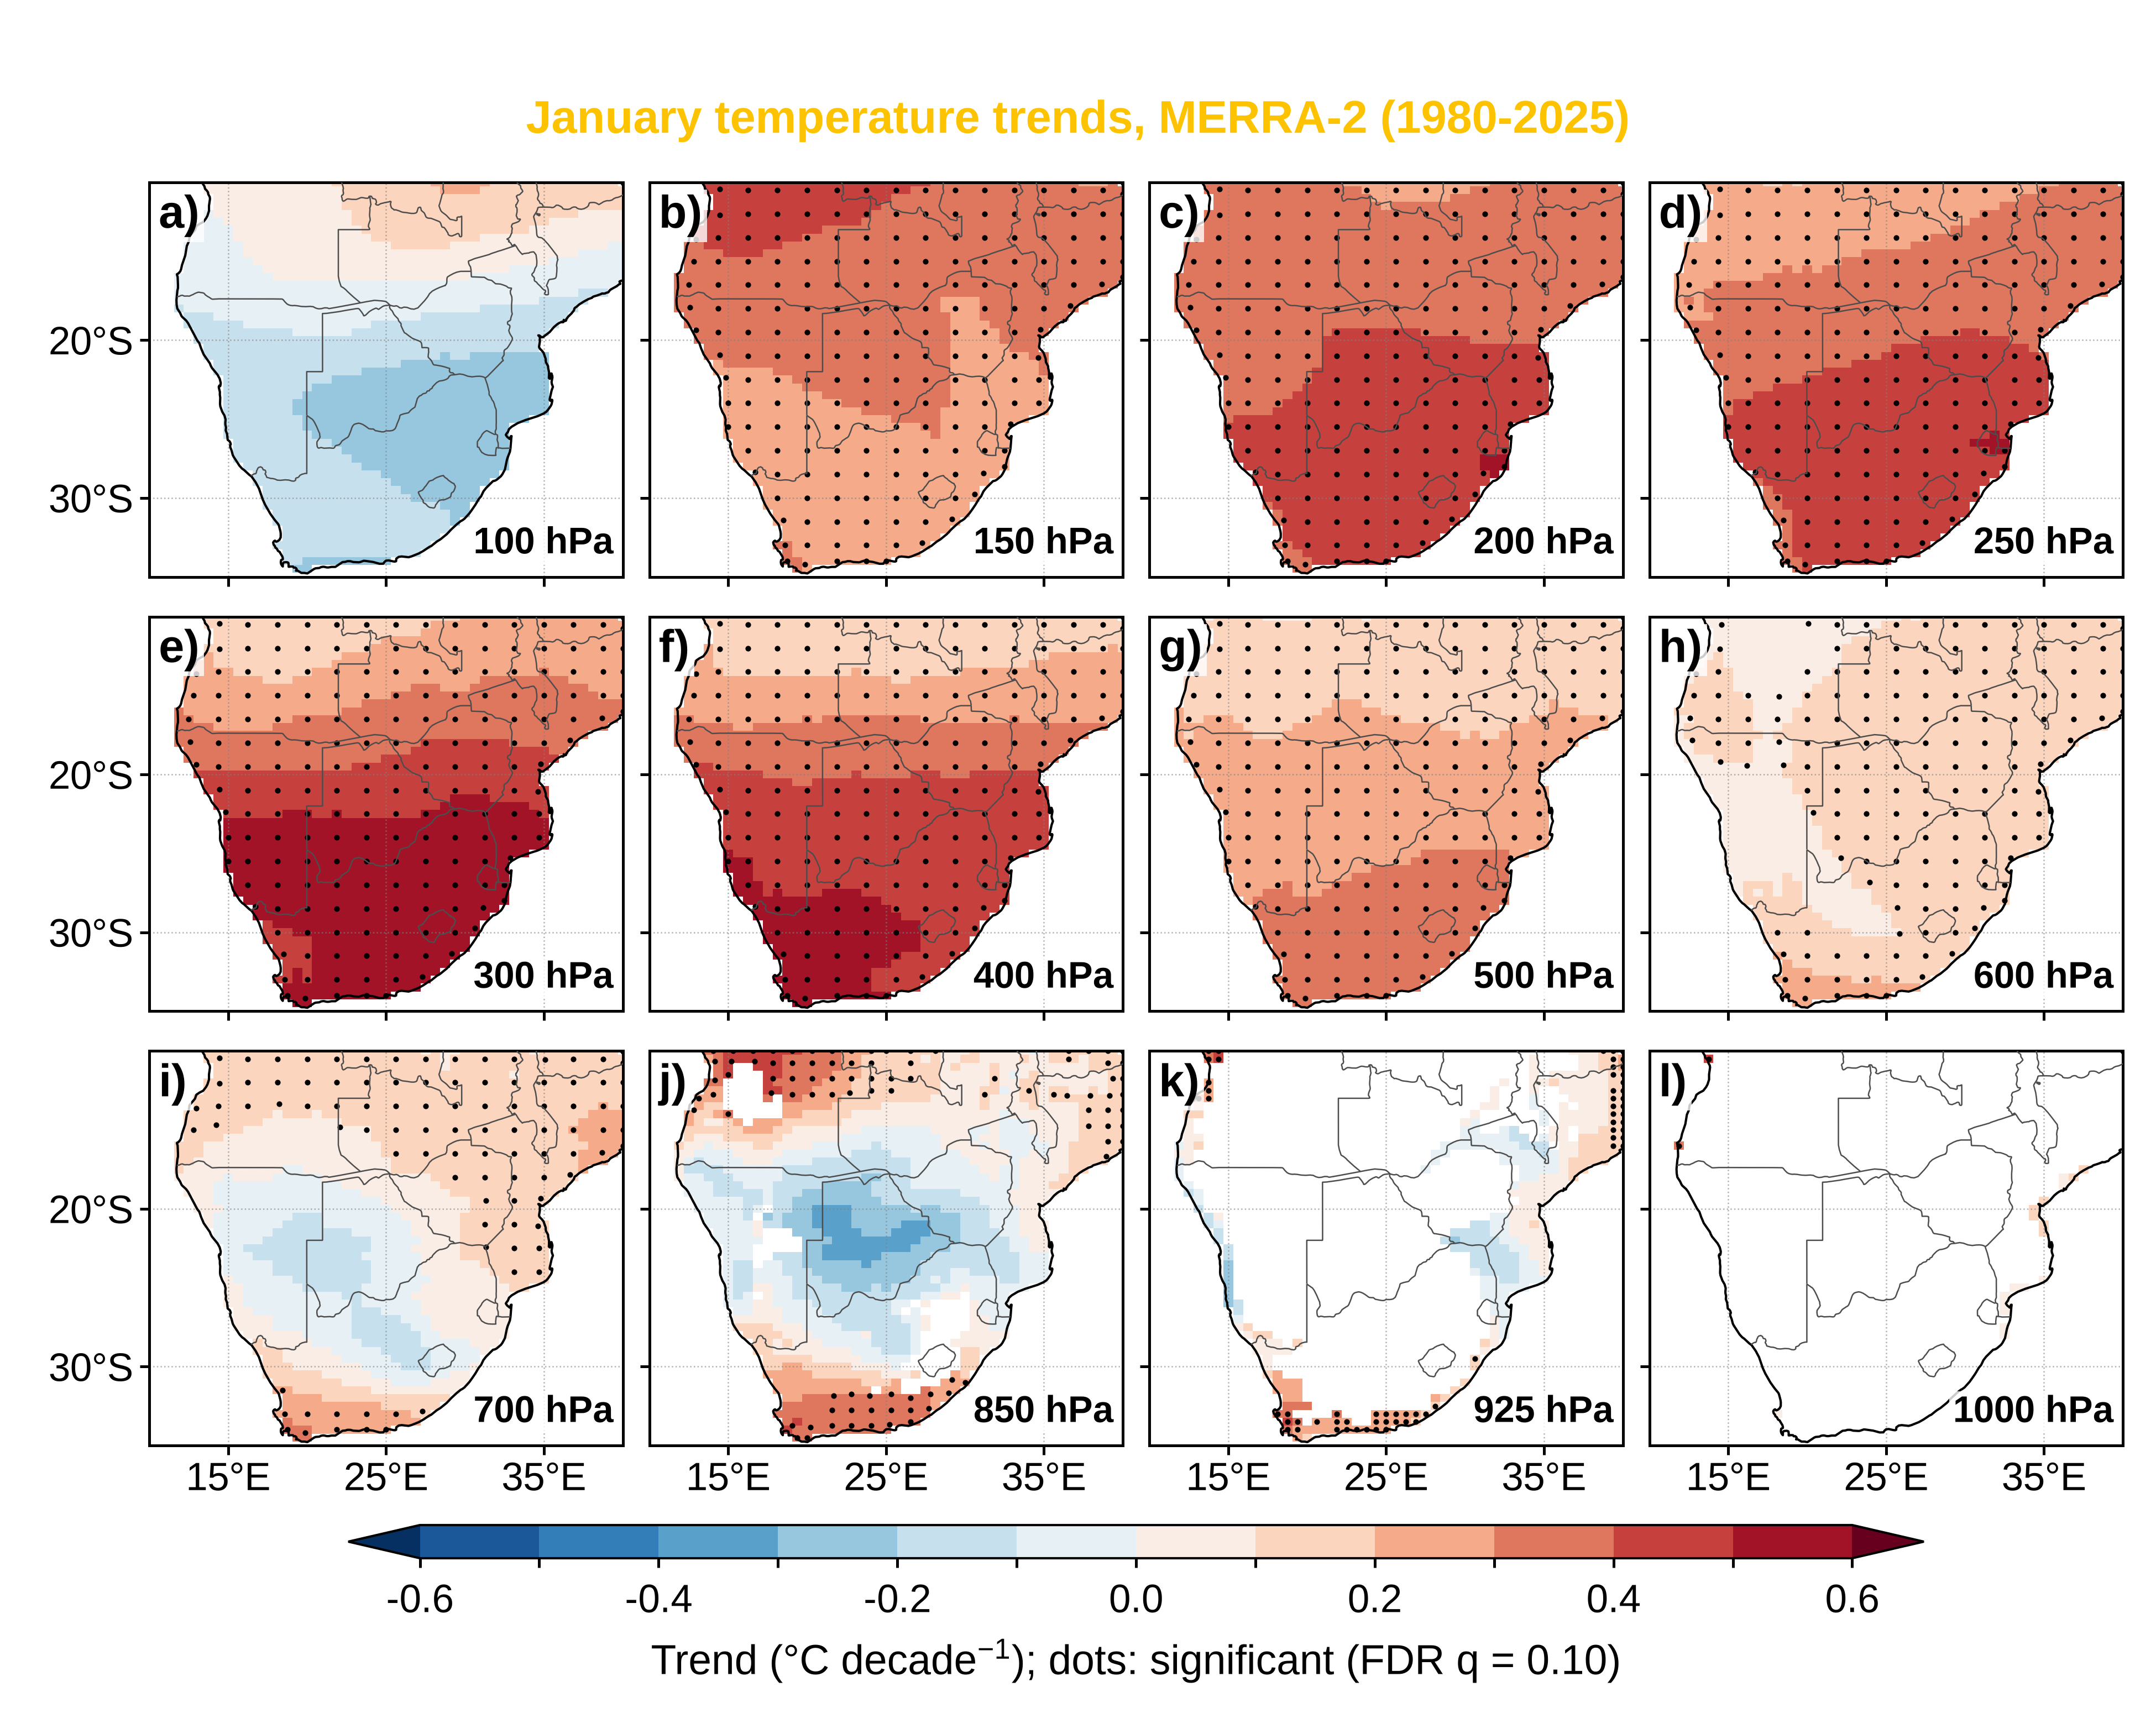 January temperature trends, MERRA-2 (1980-2025)
a) b) c) d)
20°S
30°S
100 hPa 150 hPa 200 hPa 250 hPa
e) f) g) h)
20°S
30°S
300 hPa 400 hPa 500 hPa 600 hPa
i) j) k) l)
20°S
30°S
700 hPa 850 hPa 925 hPa 1000 hPa
15°E 25°E 35°E 15°E 25°E 35°E 15°E 25°E 35°E 15°E 25°E 35°E
-0.6 -0.4 -0.2 0.0 0.2 0.4 0.6
Trend (°C decade⁻¹); dots: significant (FDR q = 0.10)